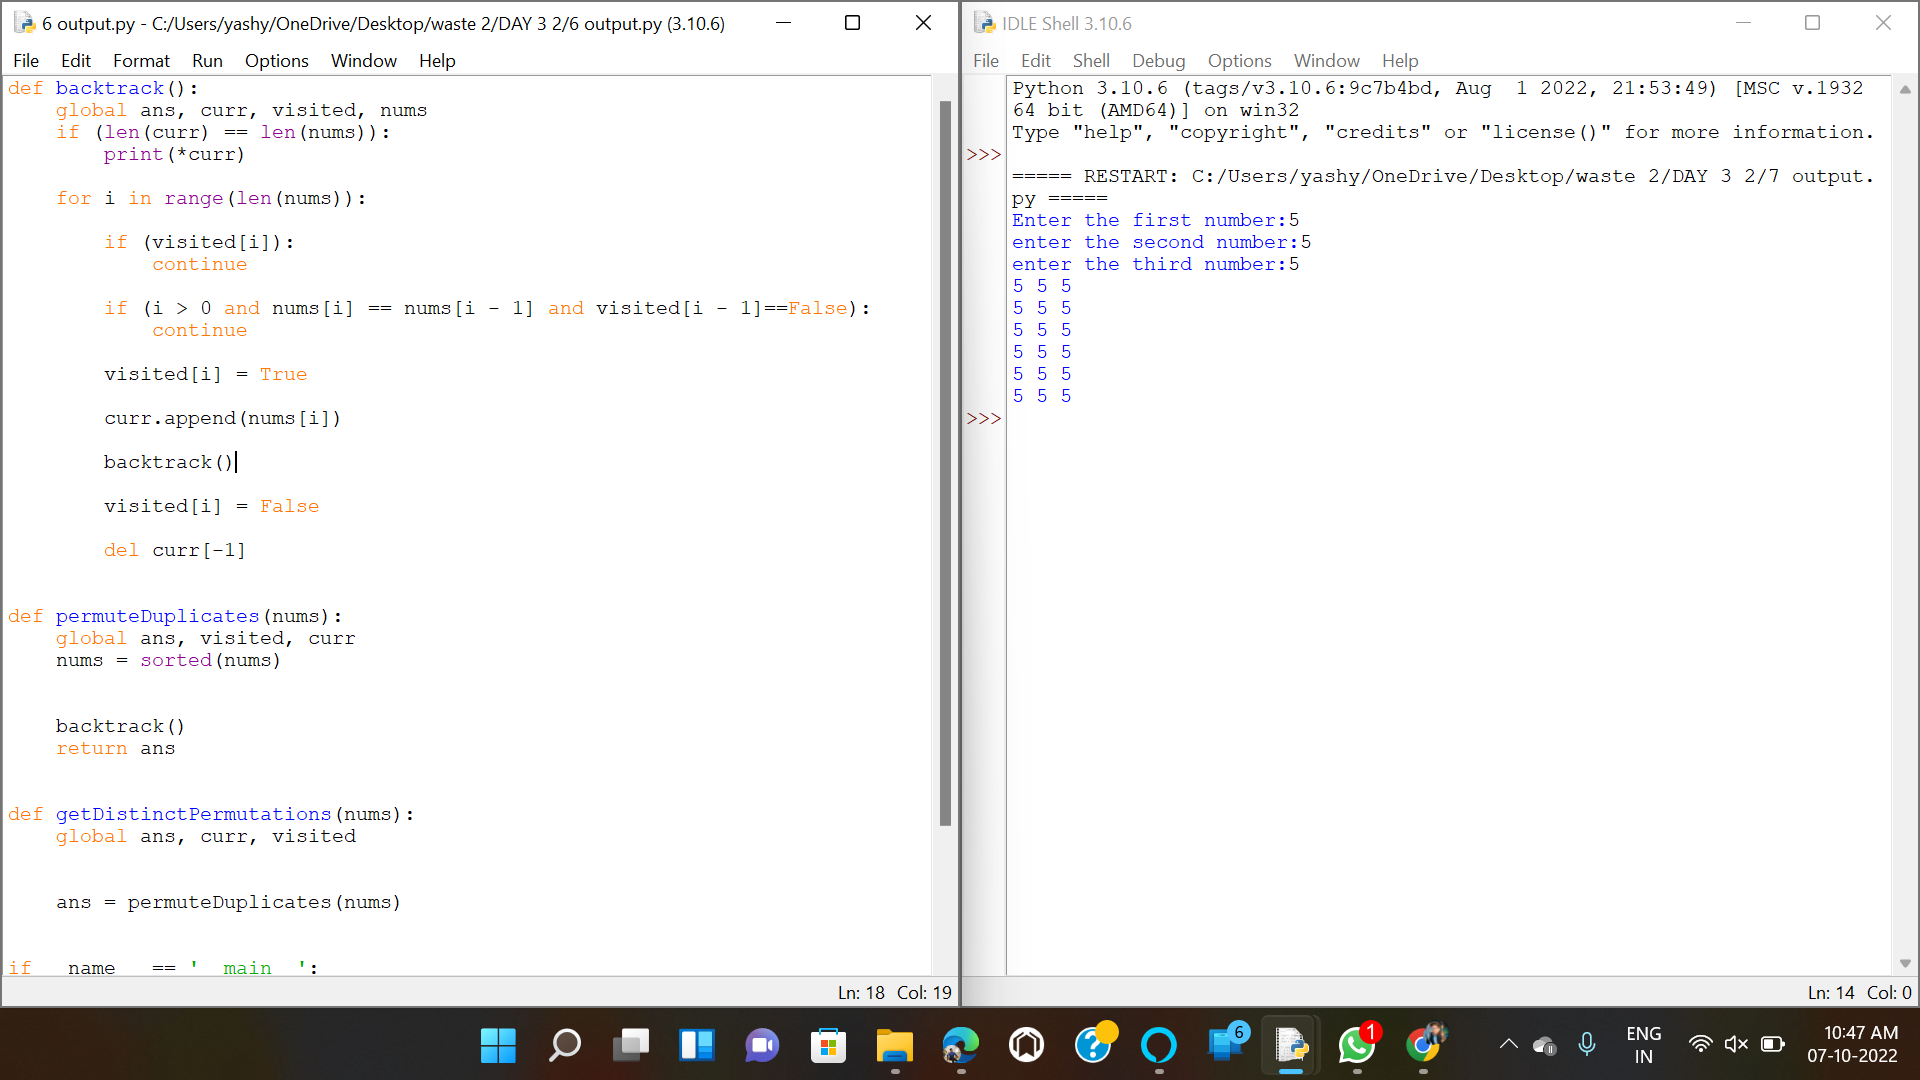 6 output.py - C:/Users/yashy/OneDrive/Desktop/waste 2/DAY 3 2/6 output.py (3.10.6)
File Edit Format Run Options Window Help
def backtrack():
    global ans, curr, visited, nums
    if (len(curr) == len(nums)):
        print(*curr)
    for i in range(len(nums)):
        if (visited[i]):
            continue
        if (i > 0 and nums[i] == nums[i - 1] and visited[i - 1]==False):
            continue
        visited[i] = True
        curr.append(nums[i])
        backtrack()
        visited[i] = False
        del curr[-1]
def permuteDuplicates(nums):
    global ans, visited, curr
    nums = sorted(nums)
    backtrack()
    return ans
def getDistinctPermutations(nums):
    global ans, curr, visited
    ans = permuteDuplicates(nums)
if __name__ == '__main__':
Ln: 18 Col: 19
IDLE Shell 3.10.6
File Edit Shell Debug Options Window Help
Python 3.10.6 (tags/v3.10.6:9c7b4bd, Aug  1 2022, 21:53:49) [MSC v.1932
64 bit (AMD64)] on win32
Type "help", "copyright", "credits" or "license()" for more information.
>>>
===== RESTART: C:/Users/yashy/OneDrive/Desktop/waste 2/DAY 3 2/7 output.
py =====
Enter the first number:5
enter the second number:5
enter the third number:5
5 5 5
5 5 5
5 5 5
5 5 5
5 5 5
5 5 5
>>>
Ln: 14 Col: 0
6
1
ENG
IN
10:47 AM
07-10-2022